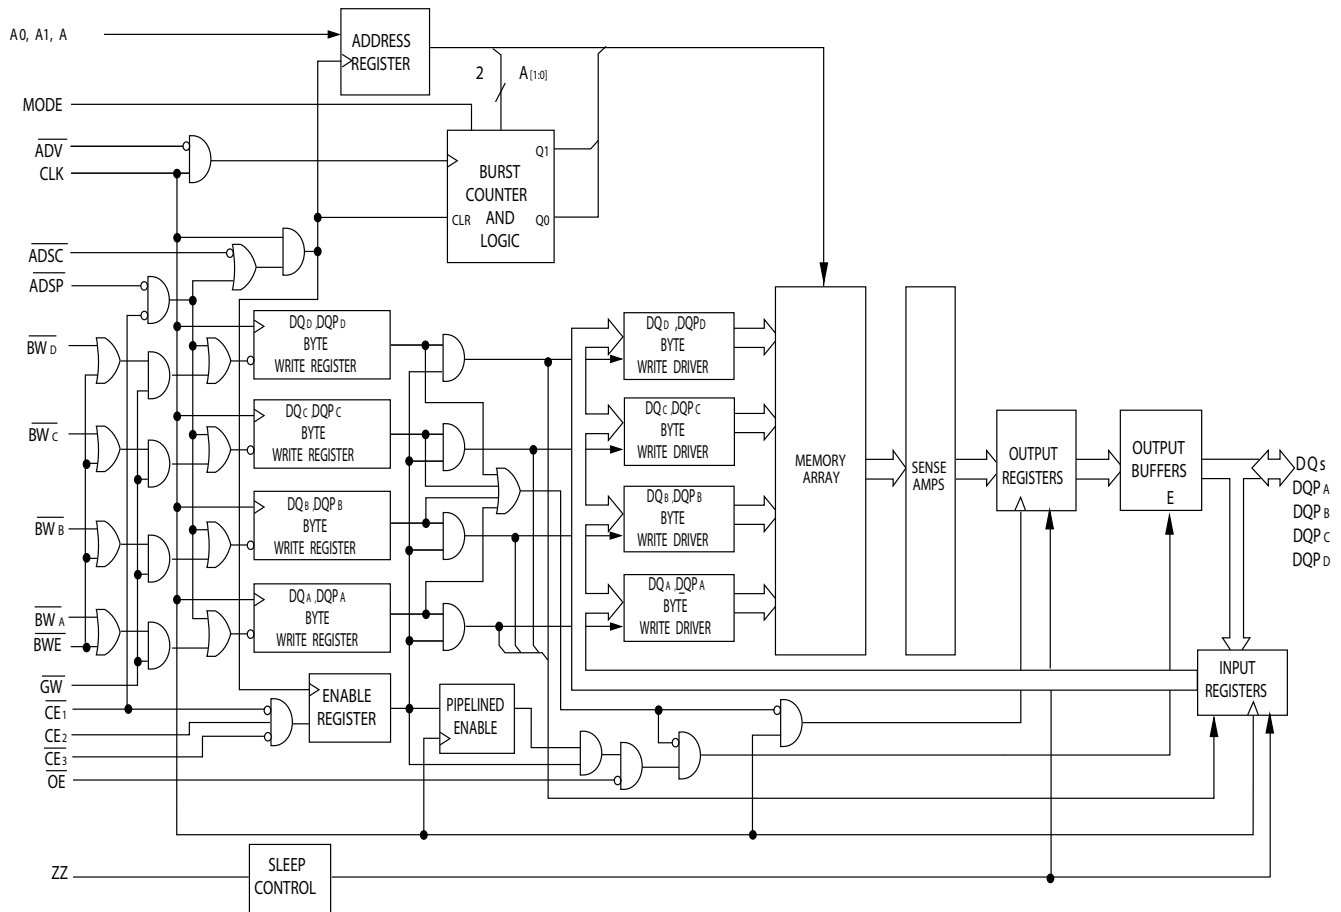 A0, A1, A
ADDRESS
REGISTER
2
A[1:0]
MODE
ADV
CLK
BURST
COUNTER
AND
LOGIC
Q1
CLR
Q0
ADSC
ADSP
DQD ,DQPD
BYTE
WRITE REGISTER
DQD ,DQPD
BYTE
WRITE DRIVER
BWD
DQC ,DQPC
BYTE
WRITE REGISTER
DQC ,DQPC
BYTE
WRITE DRIVER
BWC
MEMORY
ARRAY
SENSE
AMPS
OUTPUT
REGISTERS
OUTPUT
BUFFERS
E
DQs
DQPA
DQPB
DQPC
DQPD
DQB ,DQPB
BYTE
WRITE REGISTER
DQB ,DQPB
BYTE
WRITE DRIVER
BWB
DQA ,DQPA
BYTE
WRITE REGISTER
DQA ,DQPA
BYTE
WRITE DRIVER
BWA
BWE
INPUT
REGISTERS
GW
CE1
CE2
CE3
OE
ENABLE
REGISTER
PIPELINED
ENABLE
ZZ
SLEEP
CONTROL